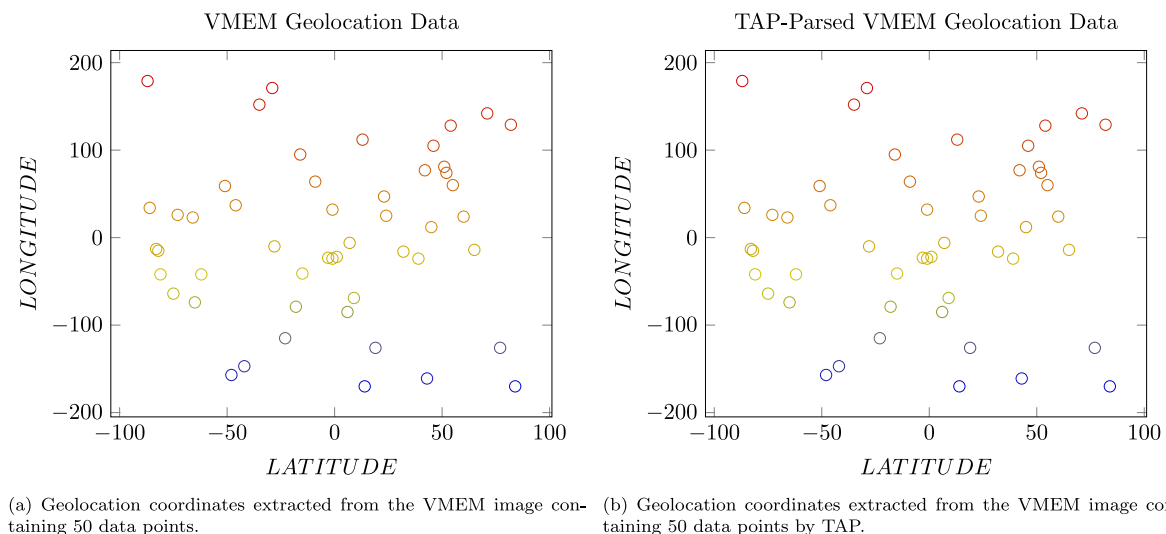 VMEM Geolocation Data
200
100
0
−100
−200
LONGITUDE
−100 −50 0 50 100
LATITUDE
(a) Geolocation coordinates extracted from the VMEM image con-
taining 50 data points.
TAP-Parsed VMEM Geolocation Data
200
100
0
−100
−200
LONGITUDE
−100 −50 0 50 100
LATITUDE
(b) Geolocation coordinates extracted from the VMEM image con
taining 50 data points by TAP.